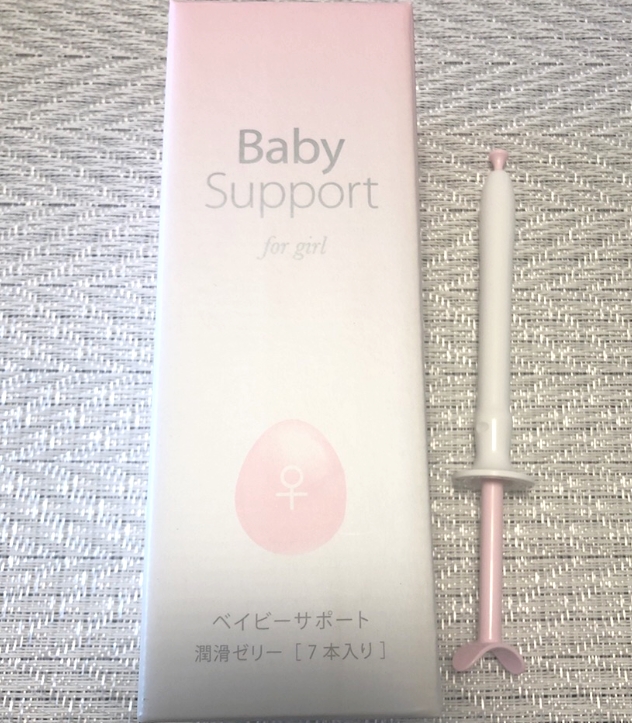 Baby
Support
for girl
ベイビーサポート
潤滑ゼリー［７本入り］